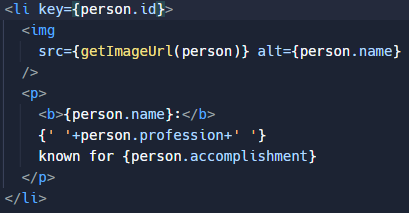 <li key={person.id}>
<img
src={getImageUrl(person)} alt={person.name}
/>
<p>
<b>{person.name}:</b>
{' '+person.profession+' '}
known for {person.accomplishment}
</p>
</li>